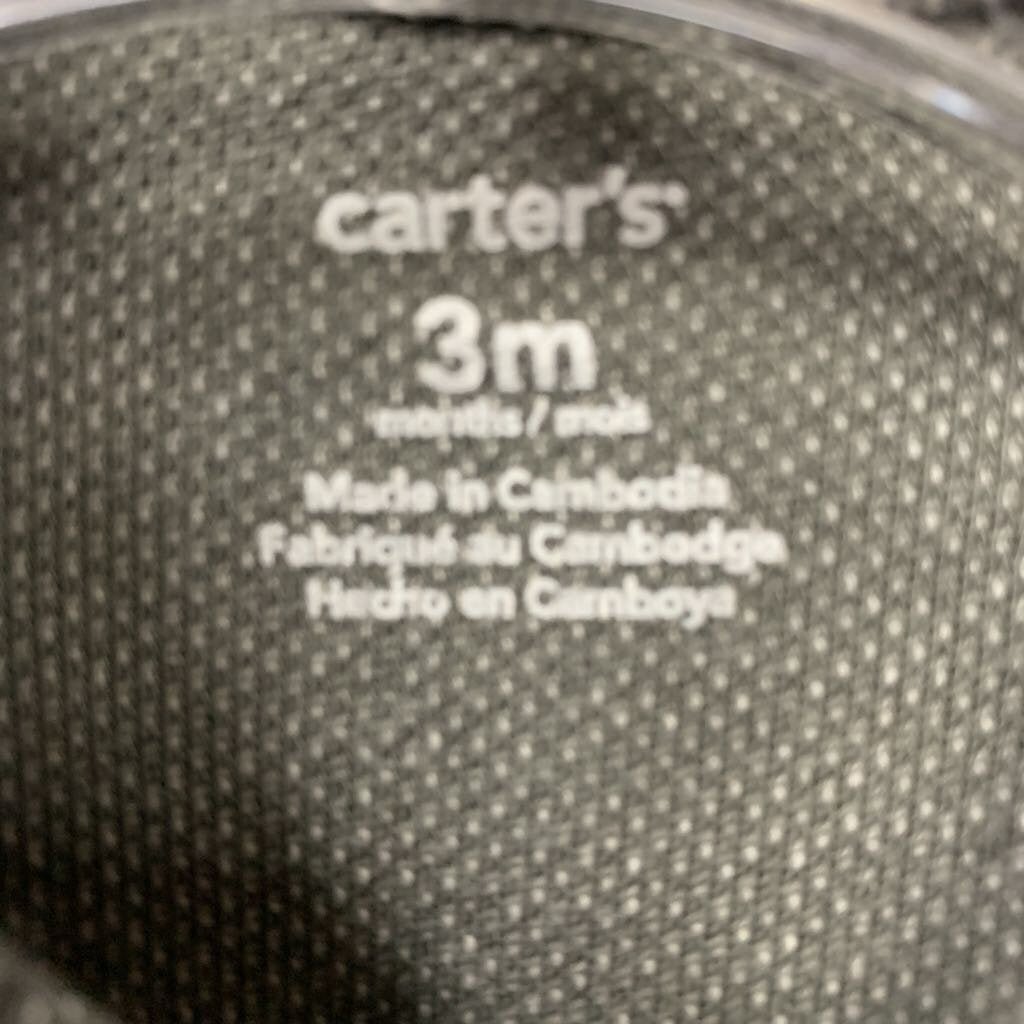 carter's
3m
months / mois
Made in Cambodia
Fabriqué au Cambodge
Hecho en Camboya